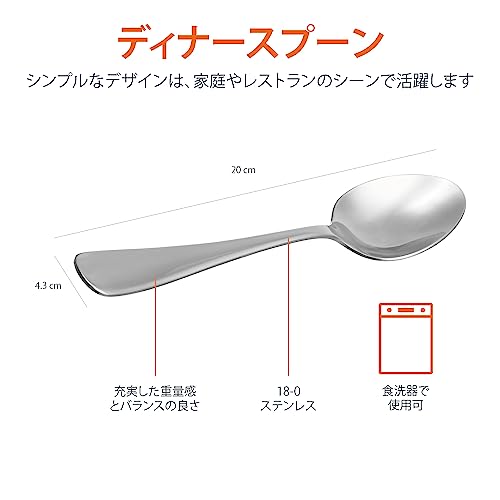 ディナースプーン
シンプルなデザインは、家庭やレストランのシーンで活躍します
20 cm
4.3 cm
充実した重量感
とバランスの良さ
18-0
ステンレス
食洗器で
使用可